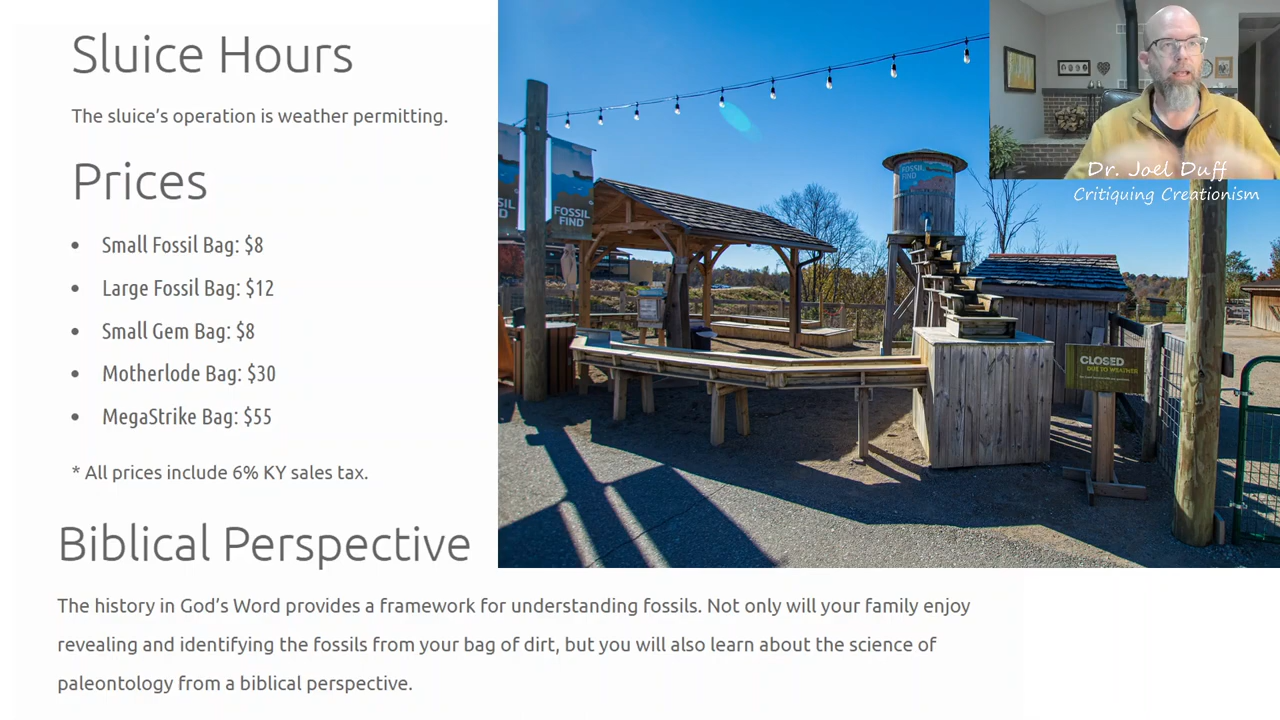 Sluice Hours
The sluice’s operation is weather permitting.
Prices
• Small Fossil Bag: $8
• Large Fossil Bag: $12
• Small Gem Bag: $8
• Motherlode Bag: $30
• MegaStrike Bag: $55
* All prices include 6% KY sales tax.
Biblical Perspective
The history in God’s Word provides a framework for understanding fossils. Not only will your family enjoy
revealing and identifying the fossils from your bag of dirt, but you will also learn about the science of
paleontology from a biblical perspective.
FOSSIL
FIND
FOSSIL
FIND
CLOSED
DUE TO WEATHER
Dr. Joel Duff
Critiquing Creationism